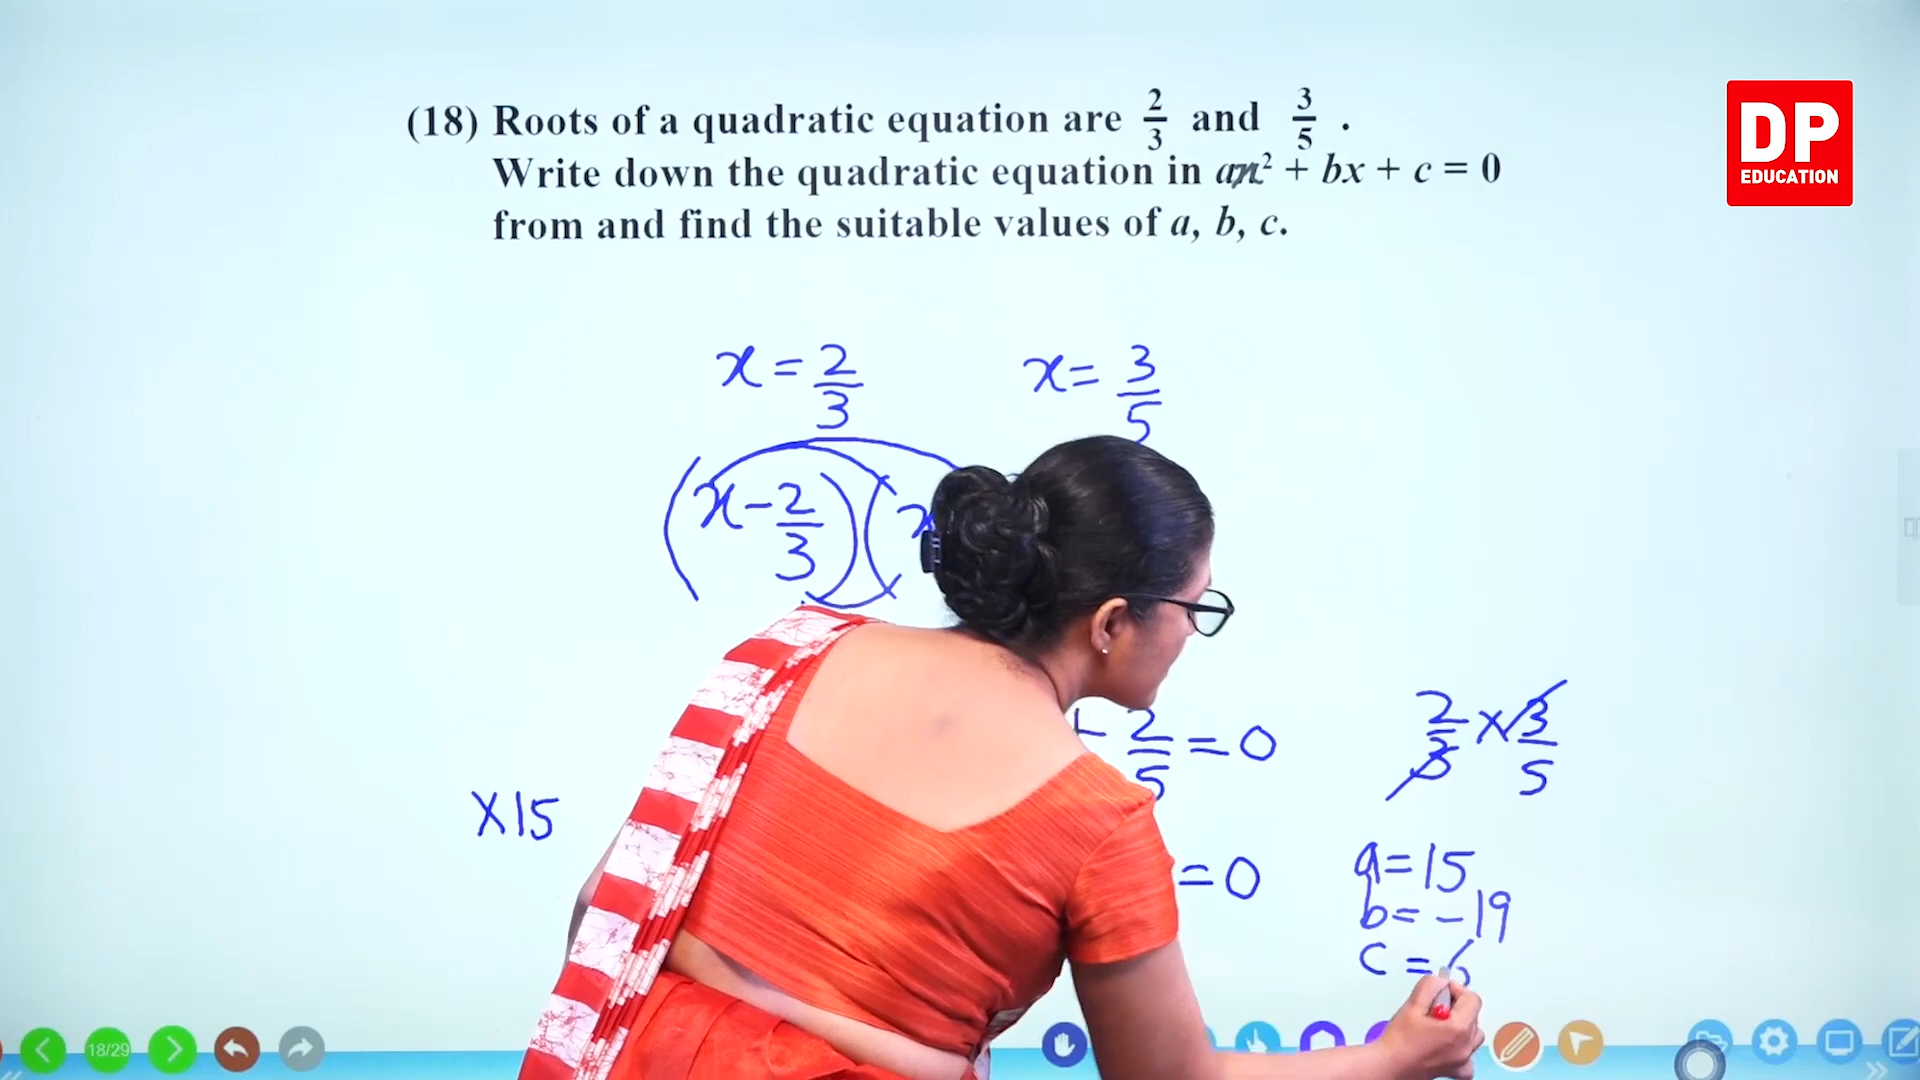 (18) Roots of a quadratic equation are 2/3 and 3/5 .
Write down the quadratic equation in ax² + bx + c = 0
from and find the suitable values of a, b, c.
DP
EDUCATION
x = 2/3
x = 3/5
(x - 2/3)(x
+ 2/5 = 0
2/3 × 3/5
×15
= 0
a = 15
b = -19
c = 6
18/29